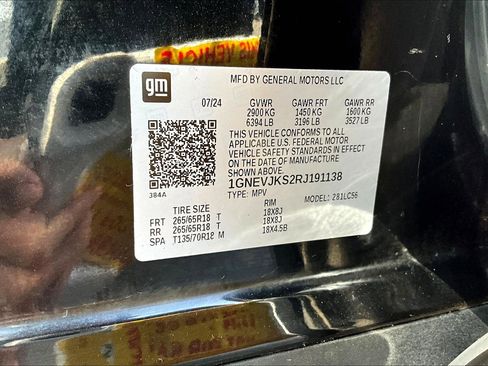 THIS VEHICLE
gm
MFD BY GENERAL MOTORS LLC
07/24 GVWR GAWR FRT GAWR RR
2900 KG 1450 KG 1600 KG
6394 LB 3196 LB 3527 LB
THIS VEHICLE CONFORMS TO ALL
APPLICABLE U.S. FEDERAL MOTOR
VEHICLE SAFETY STANDARDS IN EFFECT
ON THE DATE OF MANUFACTURE
SHOWN ABOVE.
1GNEVJKS2RJ191138
384A TYPE: MPV MODEL: 281LC56
TIRE SIZE RIM
FRT 265/65R18 T 18X8J
RR 265/65R18 T 18X8J
SPA T135/70R18 M 18X4.5B